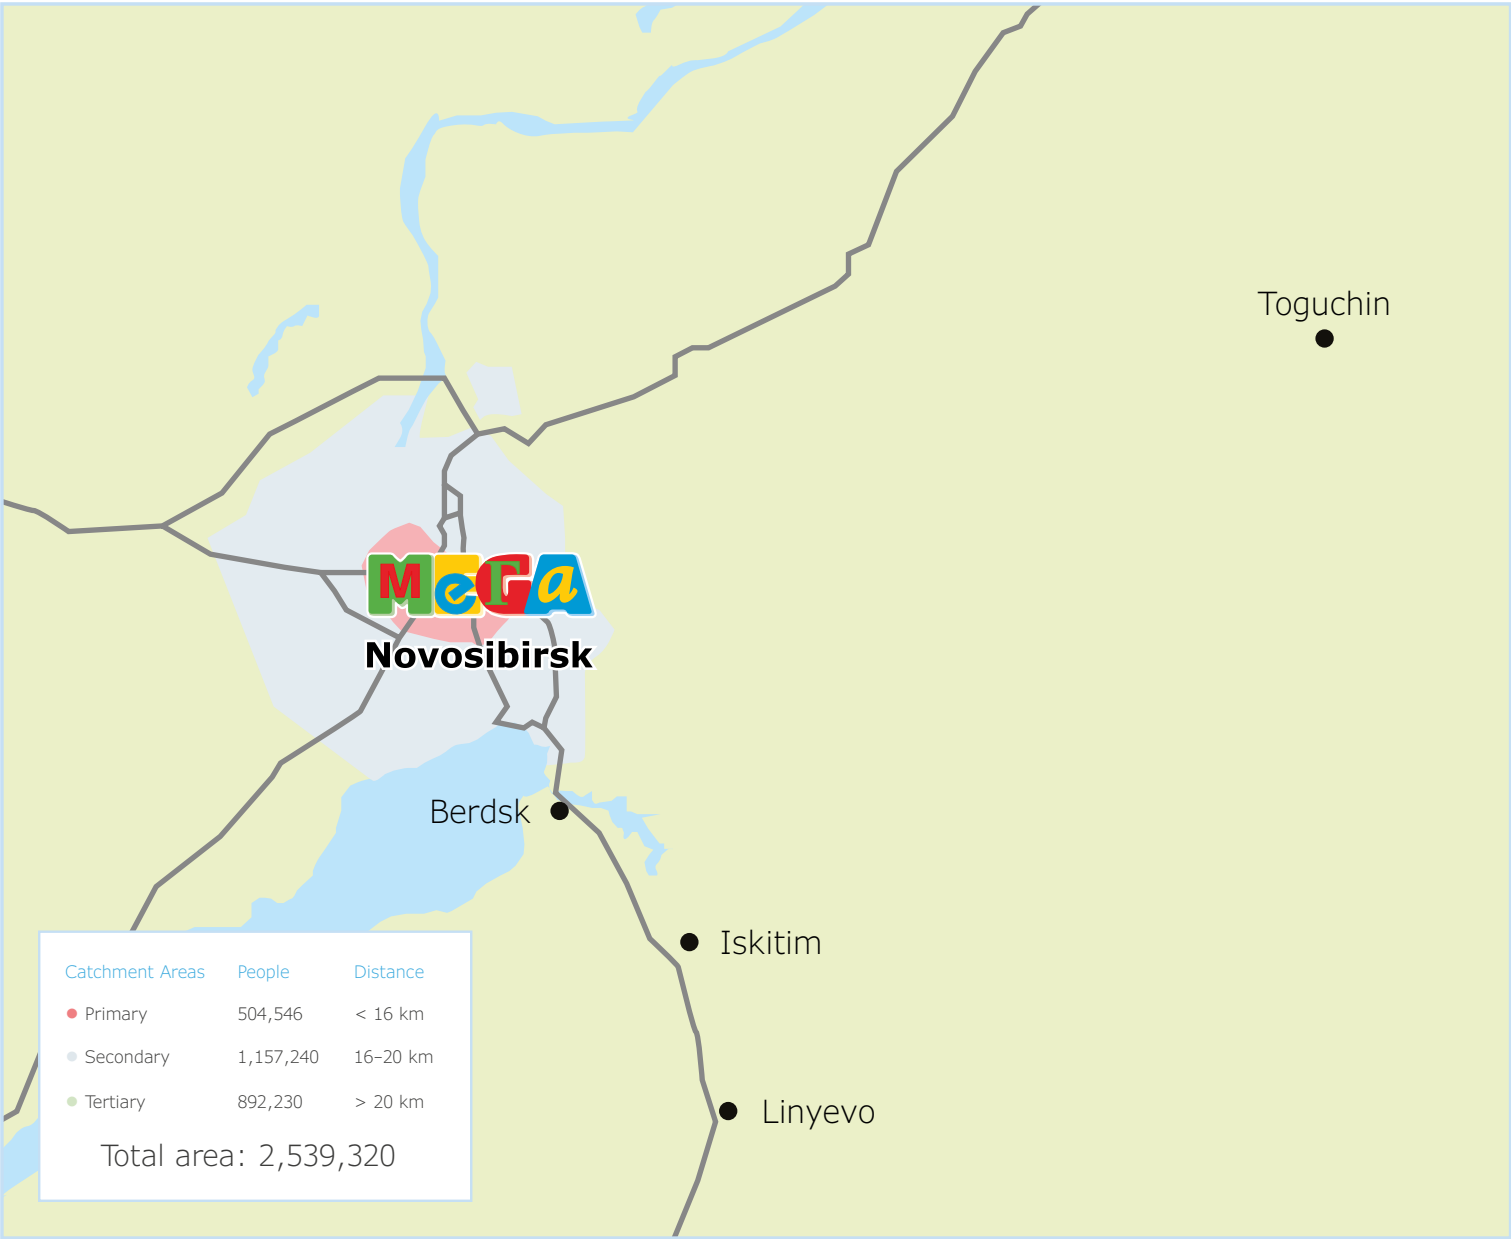 Toguchin
МЕГА
Novosibirsk
Berdsk
Iskitim
Linyevo
Catchment Areas People Distance
Primary 504,546 < 16 km
Secondary 1,157,240 16–20 km
Tertiary 892,230 > 20 km
Total area: 2,539,320